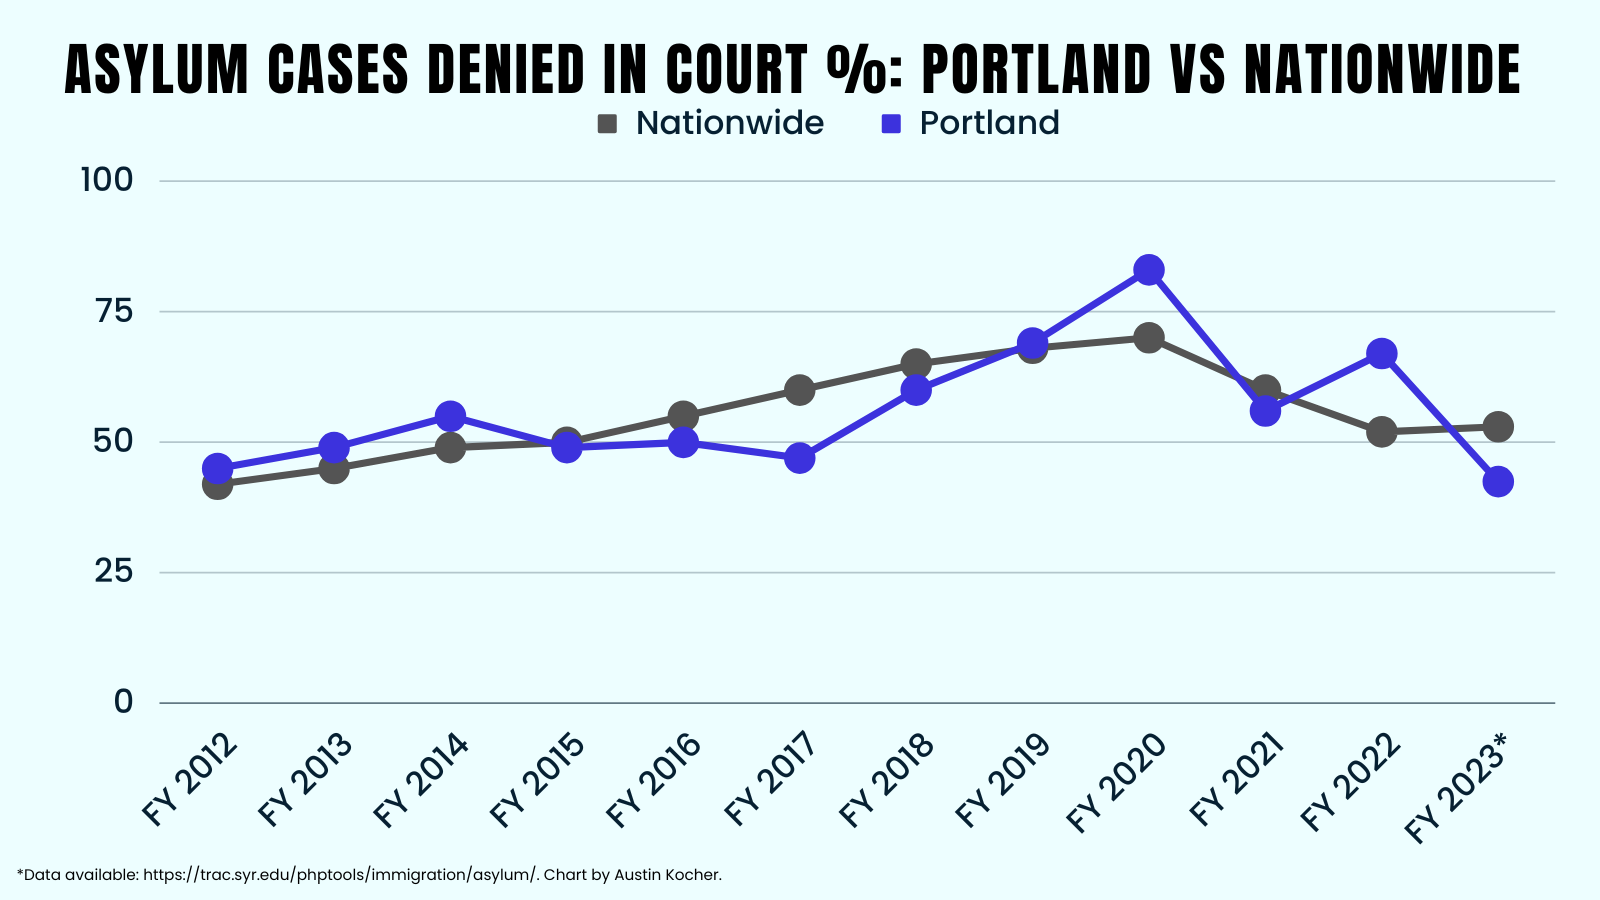 ASYLUM CASES DENIED IN COURT %: PORTLAND VS NATIONWIDE
Nationwide Portland
100
75
50
25
0
FY 2012 FY 2013 FY 2014 FY 2015 FY 2016 FY 2017 FY 2018 FY 2019 FY 2020 FY 2021 FY 2022 FY 2023*
*Data available: https://trac.syr.edu/phptools/immigration/asylum/. Chart by Austin Kocher.